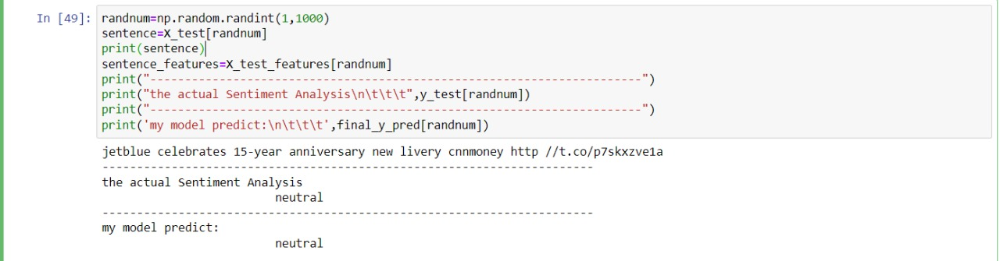 In [49]: randnum=np.random.randint(1,1000)
sentence=X_test[randnum]
print(sentence)
sentence_features=X_test_features[randnum]
print("----------------------------------------------------------------------")
print("the actual Sentiment Analysis\n\t\t\t",y_test[randnum])
print("----------------------------------------------------------------------")
print('my model predict:\n\t\t\t',final_y_pred[randnum])
jetblue celebrates 15-year anniversary new livery cnnmoney http //t.co/p7skxzve1a
----------------------------------------------------------------------
the actual Sentiment Analysis
neutral
----------------------------------------------------------------------
my model predict:
neutral